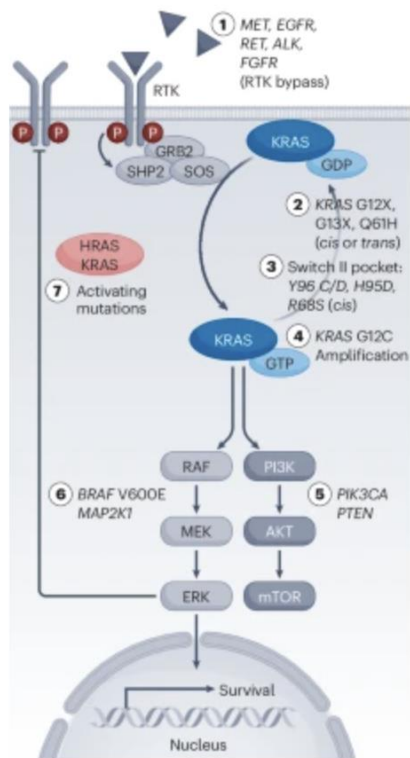 1 MET, EGFR,
RET, ALK,
FGFR
(RTK bypass)
RTK
P P P P
GRB2
SHP2 SOS
KRAS
GDP
2 KRAS G12X,
G13X, Q61H
(cis or trans)
HRAS
KRAS
7 Activating
mutations
3 Switch II pocket:
Y96 C/D, H95D,
R68S (cis)
KRAS
GTP
4 KRAS G12C
Amplification
RAF PI3K
6 BRAF V600E
MAP2K1
5 PIK3CA
PTEN
MEK AKT
ERK mTOR
Survival
Nucleus